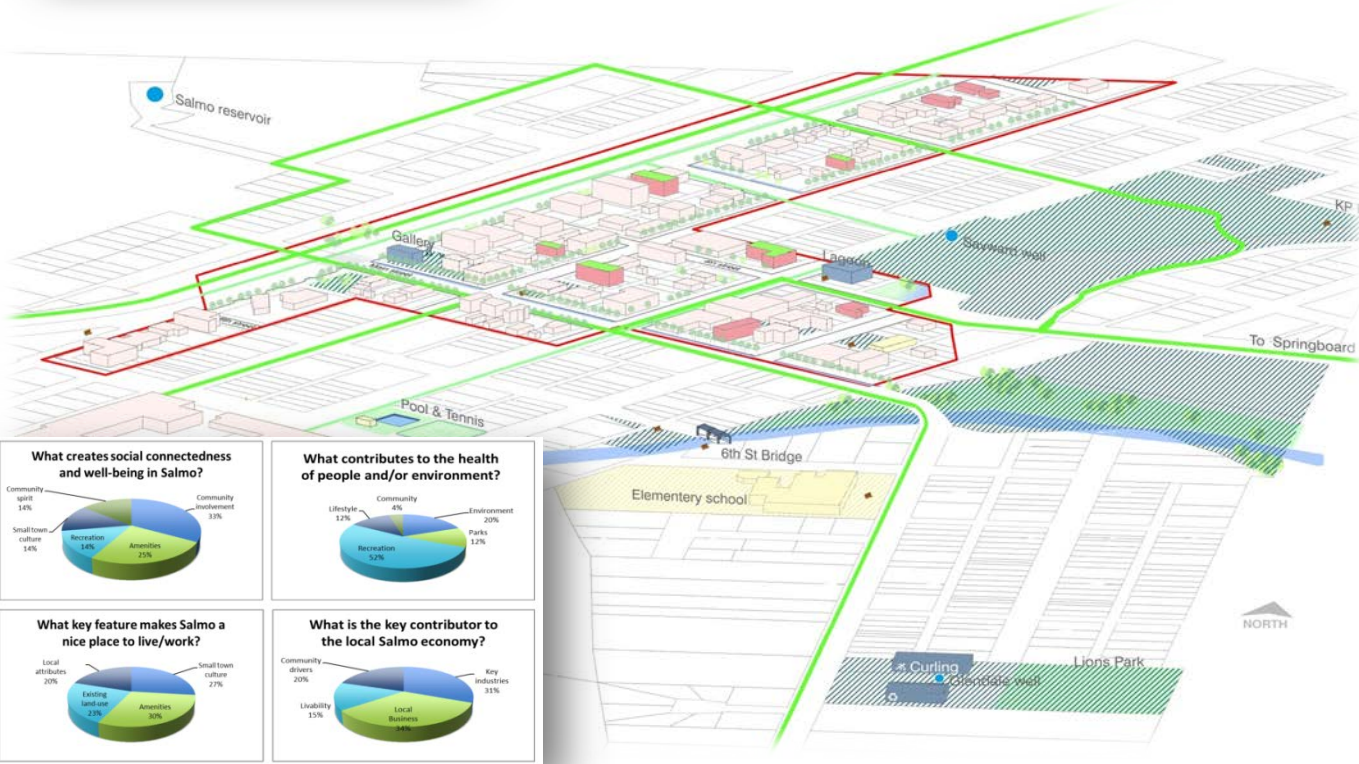 Salmo reservoir
KP
Gallery
Sayward well
Lagoon
To Springboard
Pool & Tennis
6th St Bridge
Elementery school
NORTH
Lions Park
Curling
Glendale well
What creates social connectedness
and well-being in Salmo?
Community
spirit
14%
Community
involvement
33%
Small town
culture
14%
Recreation
14%
Amenities
25%
What contributes to the health
of people and/or environment?
Community
4%
Lifestyle
12%
Environment
20%
Parks
12%
Recreation
52%
What key feature makes Salmo a
nice place to live/work?
Local
attributes
20%
Small town
culture
27%
Existing
land-use
23%
Amenities
30%
What is the key contributor to
the local Salmo economy?
Community
drivers
20%
Key
industries
31%
Livability
15%
Local
Business
34%